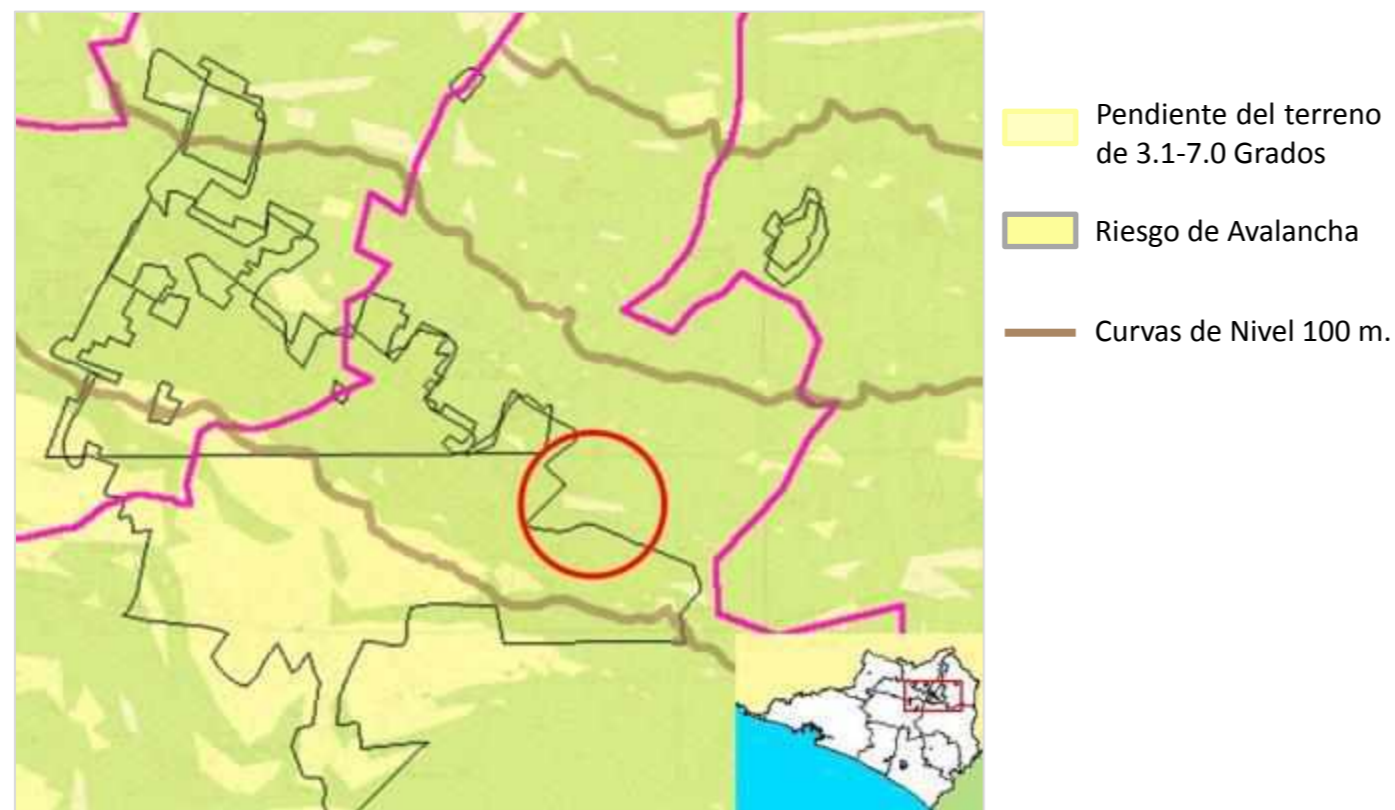 Pendiente del terreno
de 3.1-7.0 Grados
Riesgo de Avalancha
Curvas de Nivel 100 m.